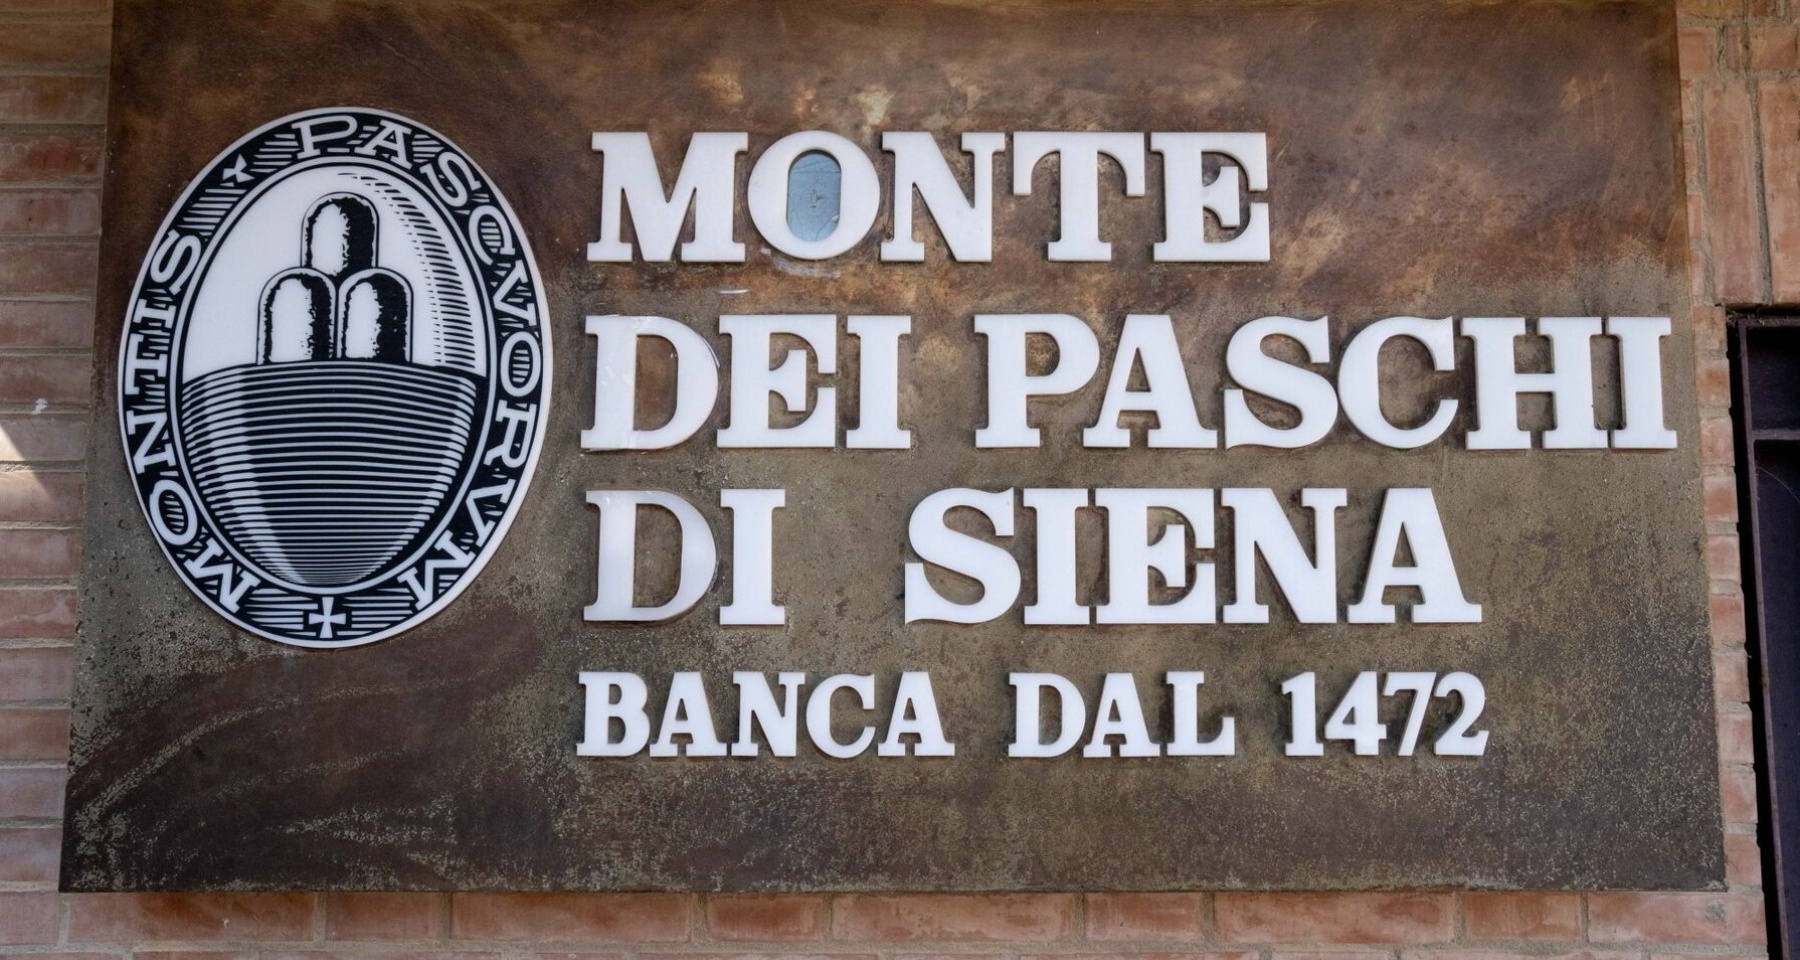 MONTIS PASCVORVM
MONTE
DEI PASCHI
DI SIENA
BANCA DAL 1472